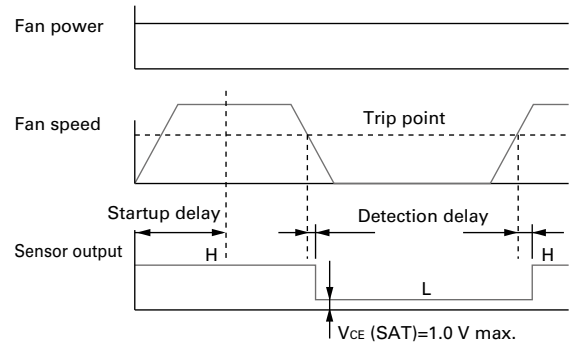 Fan power
Fan speed
Trip point
Startup delay
Detection delay
Sensor output
H
H
L
VCE (SAT)=1.0 V max.